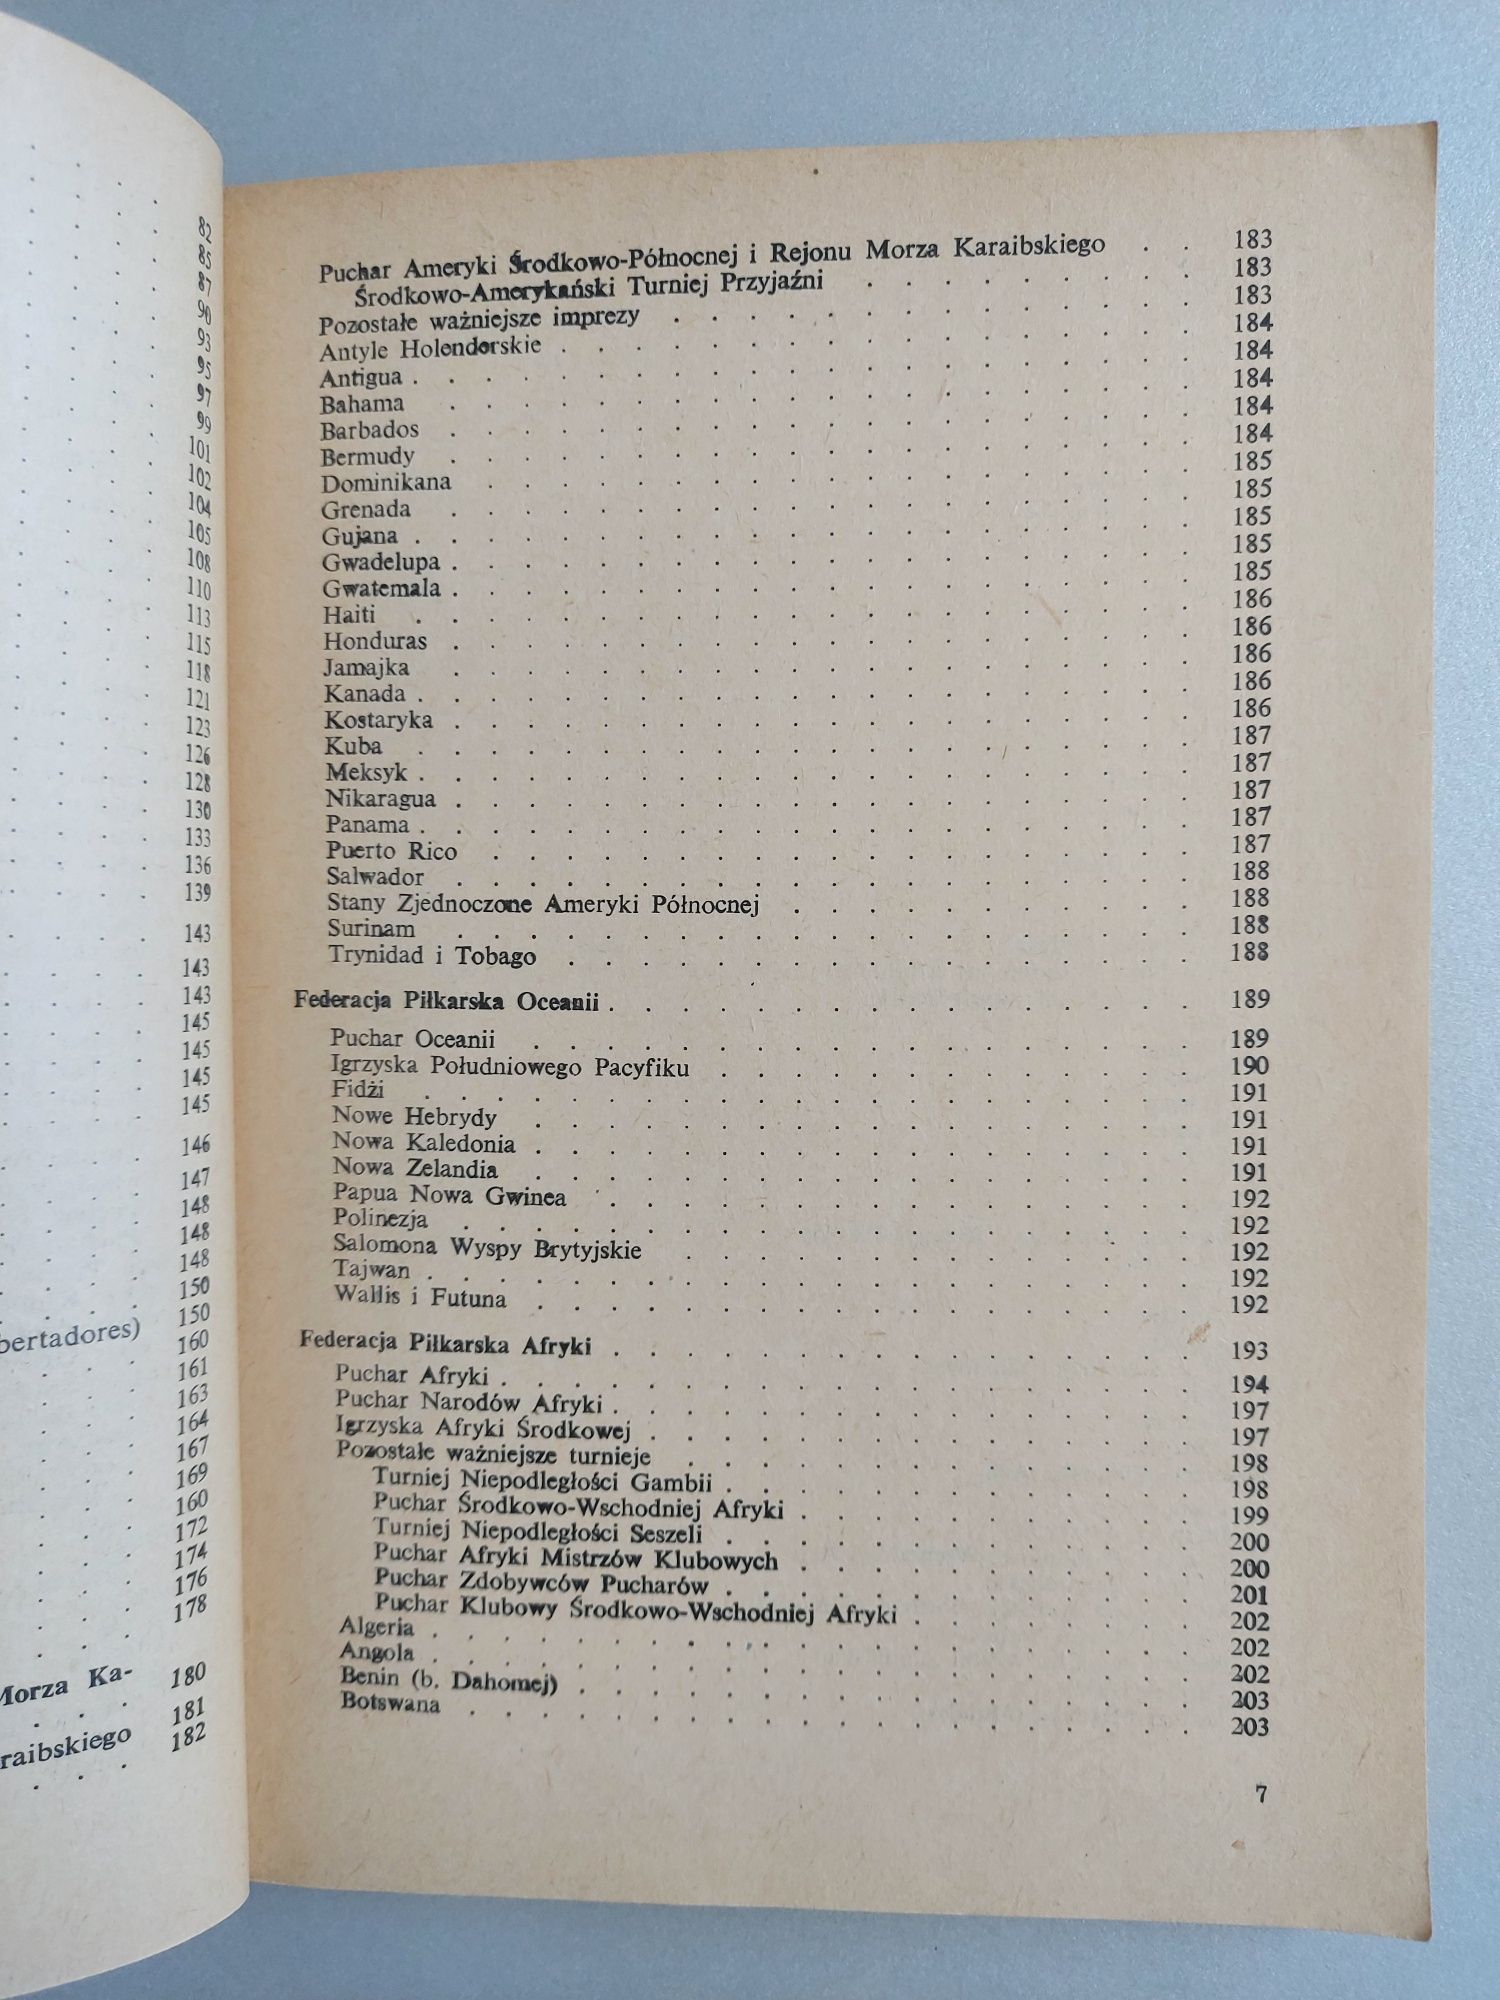 82
85
87
90
93
95
97
99
101
102
104
105
108
110
113
115
118
121
123
126
128
130
133
136
139
143
143
143
145
145
145
145
146
147
148
148
148
150
150
bertadores) 160
161
163
164
167
169
160
172
174
176
178
Morza Ka-
180
181
raibskiego 182
Puchar Ameryki Środkowo-Północnej i Rejonu Morza Karaibskiego . . 183
Środkowo-Amerykański Turniej Przyjaźni . . . . . . . . . 183
Pozostałe ważniejsze imprezy . . . . . . . . . . . . . . 183
Antyle Holenderskie . . . . . . . . . . . . . . . . . 184
Antigua . . . . . . . . . . . . . . . . . . . . . 184
Bahama . . . . . . . . . . . . . . . . . . . . 184
Barbados . . . . . . . . . . . . . . . . . . . . 184
Bermudy . . . . . . . . . . . . . . . . . . . . 184
Dominikana . . . . . . . . . . . . . . . . . . . 185
Grenada . . . . . . . . . . . . . . . . . . . . 185
Gujana . . . . . . . . . . . . . . . . . . . . . 185
Gwadelupa . . . . . . . . . . . . . . . . . . . . 185
Gwatemala . . . . . . . . . . . . . . . . . . . . 185
Haiti . . . . . . . . . . . . . . . . . . . . . 186
Honduras . . . . . . . . . . . . . . . . . . . . 186
Jamajka . . . . . . . . . . . . . . . . . . . . 186
Kanada . . . . . . . . . . . . . . . . . . . . . 186
Kostaryka . . . . . . . . . . . . . . . . . . . . 186
Kuba . . . . . . . . . . . . . . . . . . . . . 187
Meksyk . . . . . . . . . . . . . . . . . . . . . 187
Nikaragua . . . . . . . . . . . . . . . . . . . . 187
Panama . . . . . . . . . . . . . . . . . . . . . 187
Puerto Rico . . . . . . . . . . . . . . . . . . . 187
Salwador . . . . . . . . . . . . . . . . . . . . 188
Stany Zjednoczone Ameryki Północnej . . . . . . . . . . . 188
Surinam . . . . . . . . . . . . . . . . . . . . 188
Trynidad i Tobago . . . . . . . . . . . . . . . . . 188
Federacja Piłkarska Oceanii . . . . . . . . . . . . . . . . 189
Puchar Oceanii . . . . . . . . . . . . . . . . . . 189
Igrzyska Południowego Pacyfiku . . . . . . . . . . . . . 190
Fidżi . . . . . . . . . . . . . . . . . . . . . 191
Nowe Hebrydy . . . . . . . . . . . . . . . . . . 191
Nowa Kaledonia . . . . . . . . . . . . . . . . . . 191
Nowa Zelandia . . . . . . . . . . . . . . . . . . 191
Papua Nowa Gwinea . . . . . . . . . . . . . . . . 192
Polinezja . . . . . . . . . . . . . . . . . . . . 192
Salomona Wyspy Brytyjskie . . . . . . . . . . . . . . 192
Tajwan . . . . . . . . . . . . . . . . . . . . . 192
Wallis i Futuna . . . . . . . . . . . . . . . . . . 192
Federacja Piłkarska Afryki . . . . . . . . . . . . . . . . 193
Puchar Afryki . . . . . . . . . . . . . . . . . . . 194
Puchar Narodów Afryki . . . . . . . . . . . . . . . . 197
Igrzyska Afryki Środkowej . . . . . . . . . . . . . . . 197
Pozostałe ważniejsze turnieje . . . . . . . . . . . . . . 198
Turniej Niepodległości Gambii . . . . . . . . . . . . . 198
Puchar Środkowo-Wschodniej Afryki . . . . . . . . . . . 199
Turniej Niepodległości Seszeli . . . . . . . . . . . . . 200
Puchar Afryki Mistrzów Klubowych . . . . . . . . . . . 200
Puchar Zdobywców Pucharów . . . . . . . . . . . . . 201
Puchar Klubowy Środkowo-Wschodniej Afryki . . . . . . . . 202
Algeria . . . . . . . . . . . . . . . . . . . . . 202
Angola . . . . . . . . . . . . . . . . . . . . . 202
Benin (b. Dahomej) . . . . . . . . . . . . . . . . . 203
Botswana . . . . . . . . . . . . . . . . . . . . 203
7